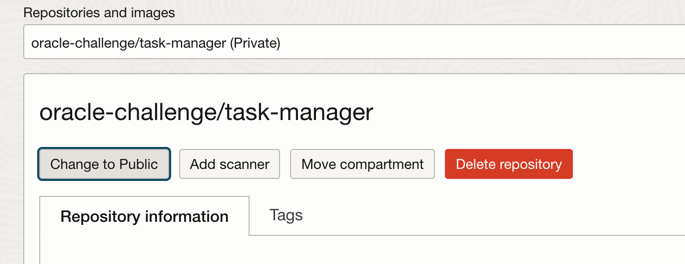 Repositories and images
oracle-challenge/task-manager (Private)
oracle-challenge/task-manager
Change to Public Add scanner Move compartment Delete repository
Repository information Tags